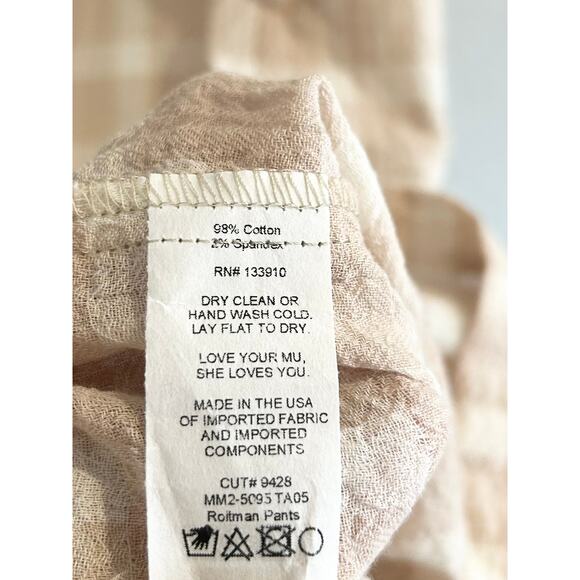 98% Cotton
2% Spandex
RN# 133910
DRY CLEAN OR
HAND WASH COLD.
LAY FLAT TO DRY.
LOVE YOUR MU,
SHE LOVES YOU.
MADE IN THE USA
OF IMPORTED FABRIC
AND IMPORTED
COMPONENTS
CUT# 9428
MM2-5095 TA05
Roitman Pants